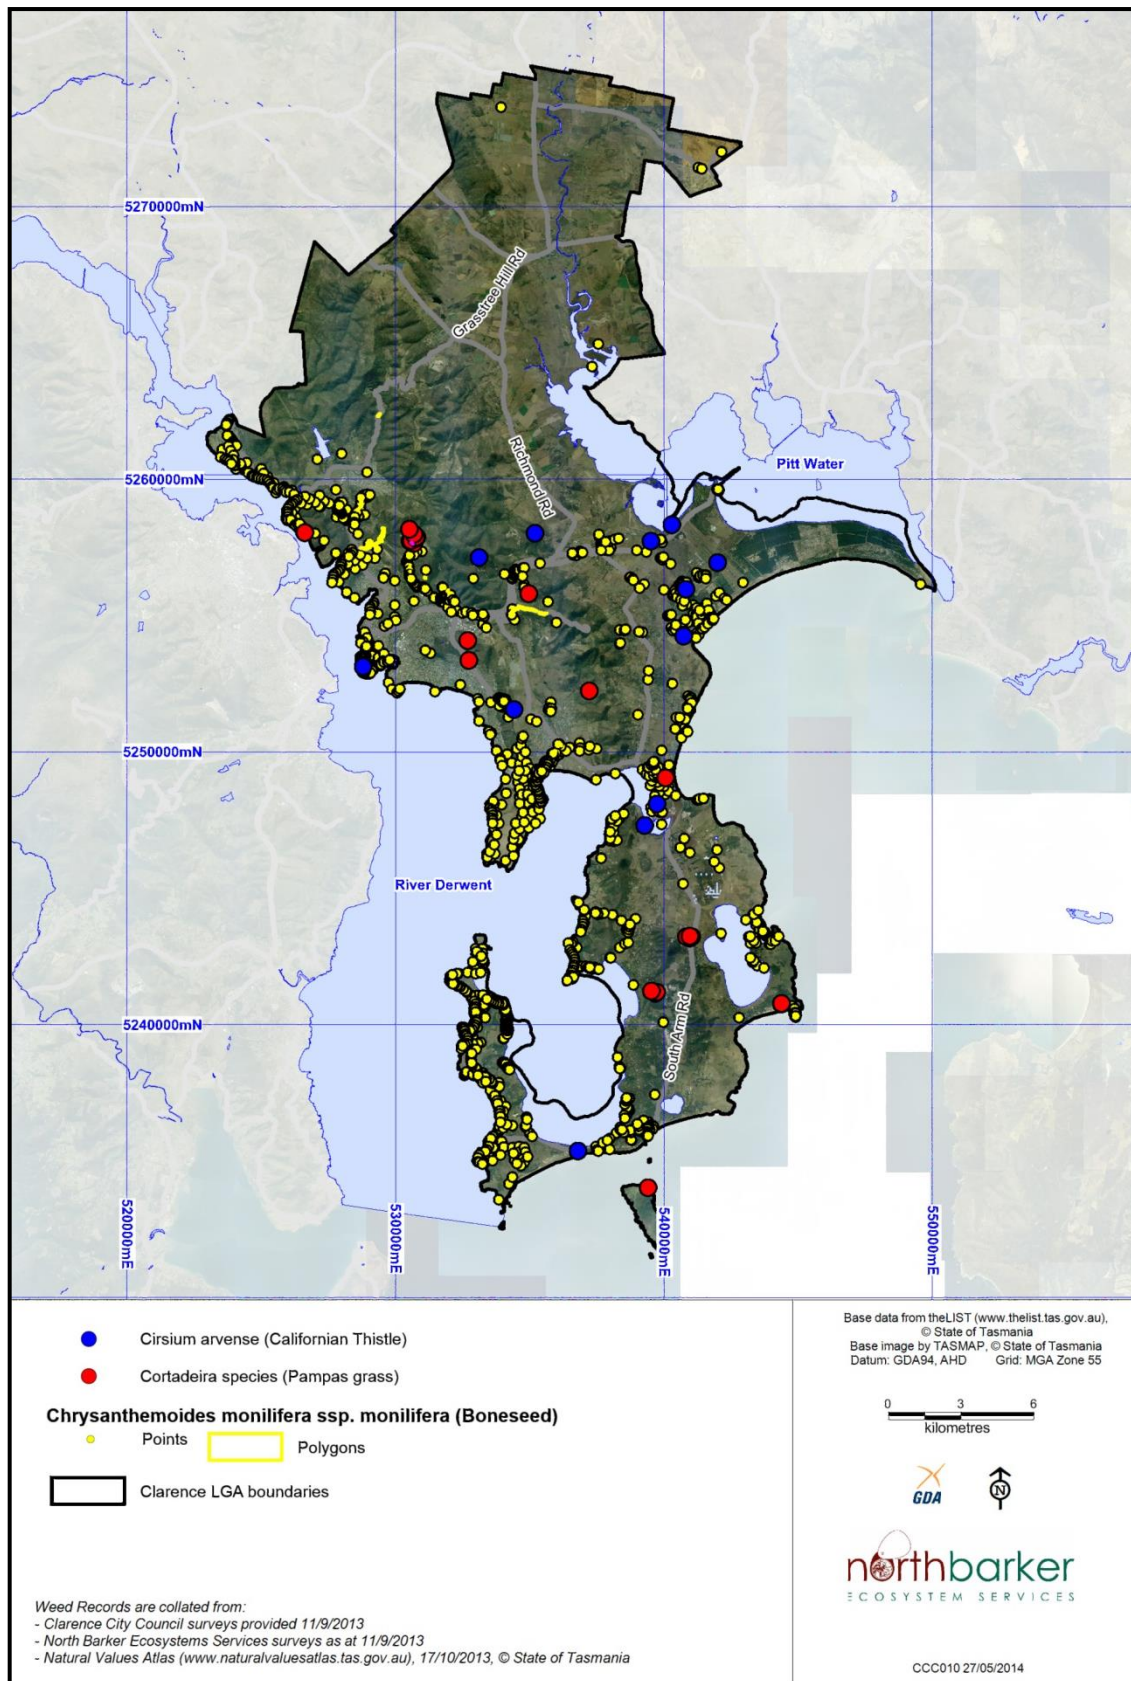 5270000mN
Grasstree Hill Rd
Richmond Rd
5260000mN
Pitt Water
5250000mN
River Derwent
5240000mN
South Arm Rd
520000mE
530000mE
540000mE
550000mE
Cirsium arvense (Californian Thistle)
Cortadeira species (Pampas grass)
Chrysanthemoides monilifera ssp. monilifera (Boneseed)
Points
Polygons
Clarence LGA boundaries
Weed Records are collated from:
- Clarence City Council surveys provided 11/9/2013
- North Barker Ecosystems Services surveys as at 11/9/2013
- Natural Values Atlas (www.naturalvaluesatlas.tas.gov.au), 17/10/2013, © State of Tasmania
Base data from theLIST (www.thelist.tas.gov.au),
© State of Tasmania
Base image by TASMAP, © State of Tasmania
Datum: GDA94, AHD Grid: MGA Zone 55
0 3 6
kilometres
GDA
N
northbarker
ECOSYSTEM SERVICES
CCC010 27/05/2014